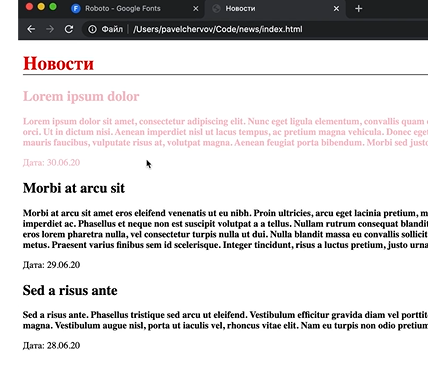 Roboto - Google Fonts
Новости
Файл | /Users/pavelchervov/Code/news/index.html
Новости
Lorem ipsum dolor
Lorem ipsum dolor sit amet, consectetur adipiscing elit. Nunc eget ligula elementum, convallis quam
orci. Ut in dictum nisi. Aenean imperdiet nisl ut lacus tempus, ac pretium magna vehicula. Donec eget
mauris faucibus, vulputate risus at, volutpat magna. Aenean feugiat porta bibendum. Morbi sed justo
Дата: 30.06.20
Morbi at arcu sit
Morbi at arcu sit amet eros eleifend venenatis ut eu nibh. Proin ultricies, arcu eget lacinia pretium, m
imperdiet ac. Phasellus et neque non est suscipit volutpat a a tellus. Nullam rutrum consequat blandit
eros lorem pharetra nulla, vel consectetur turpis nulla ut dui. Nulla blandit massa eu convallis sollicit
metus. Praesent varius finibus sem id scelerisque. Integer tincidunt, risus a luctus pretium, justo urna
Дата: 29.06.20
Sed a risus ante
Sed a risus ante. Phasellus tristique sed arcu ut eleifend. Vestibulum efficitur gravida diam vel porttit
magna. Vestibulum augue nisl, porta ut iaculis vel, rhoncus vitae elit. Nam eu turpis non odio pretium
Дата: 28.06.20